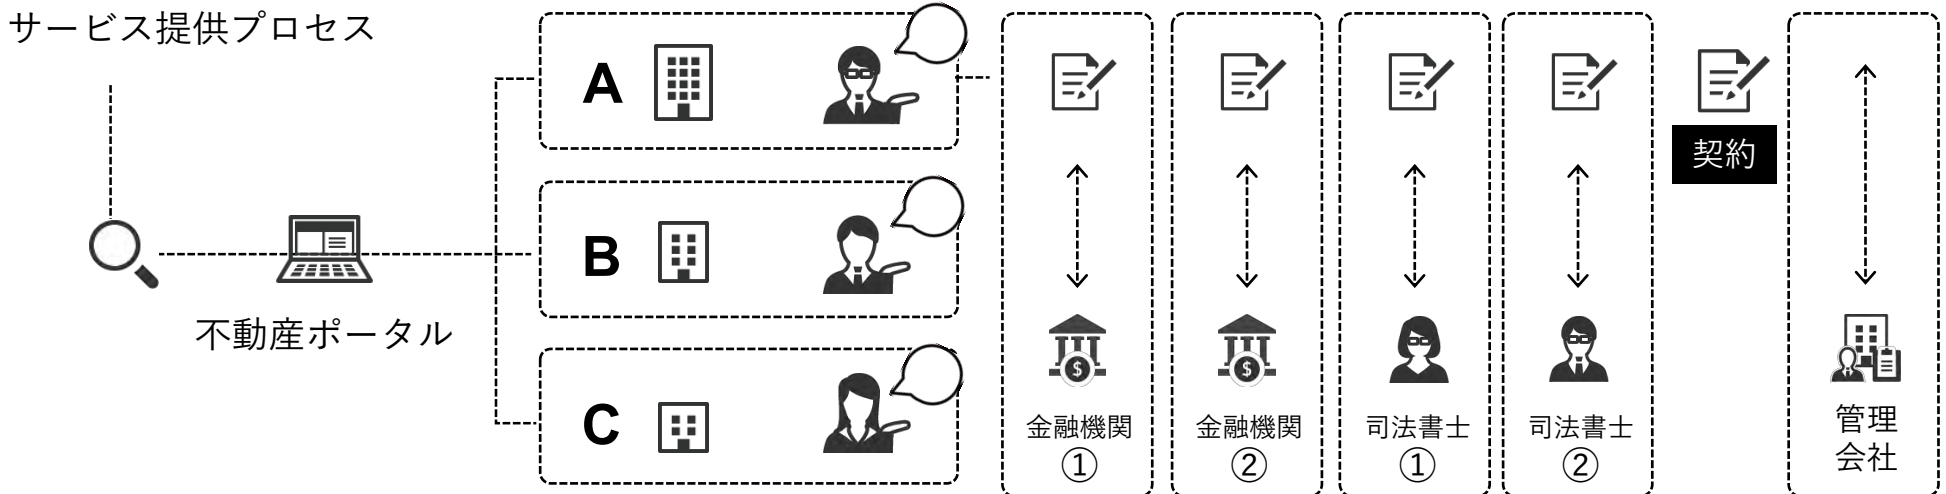 サービス提供プロセス
不動産ポータル
A
B
C
金融機関
①
金融機関
②
司法書士
①
司法書士
②
契約
管理
会社